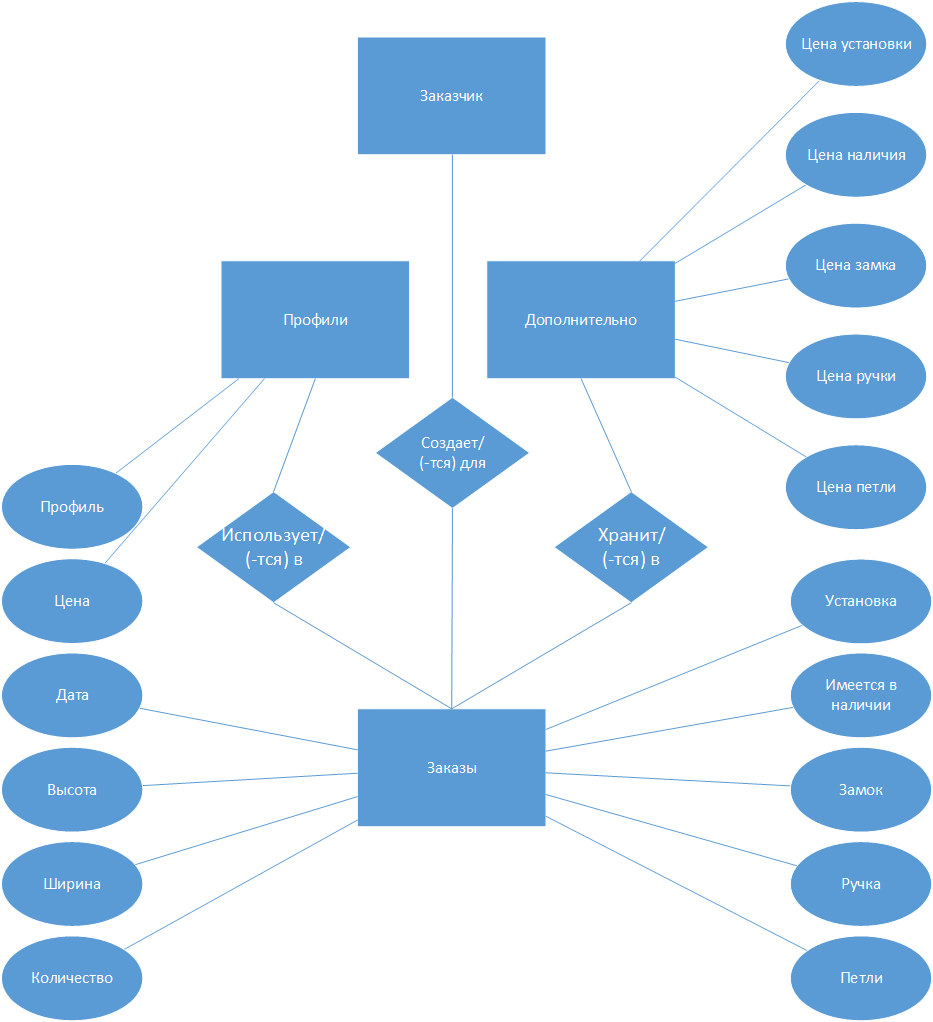 Цена установки
Заказчик
Цена наличия
Цена замка
Профили
Дополнительно
Цена ручки
Создает/
(-тся) для
Цена петли
Профиль
Использует/
(-тся) в
Хранит/
(-тся) в
Цена
Установка
Дата
Имеется в
наличии
Заказы
Высота
Замок
Ширина
Ручка
Количество
Петли